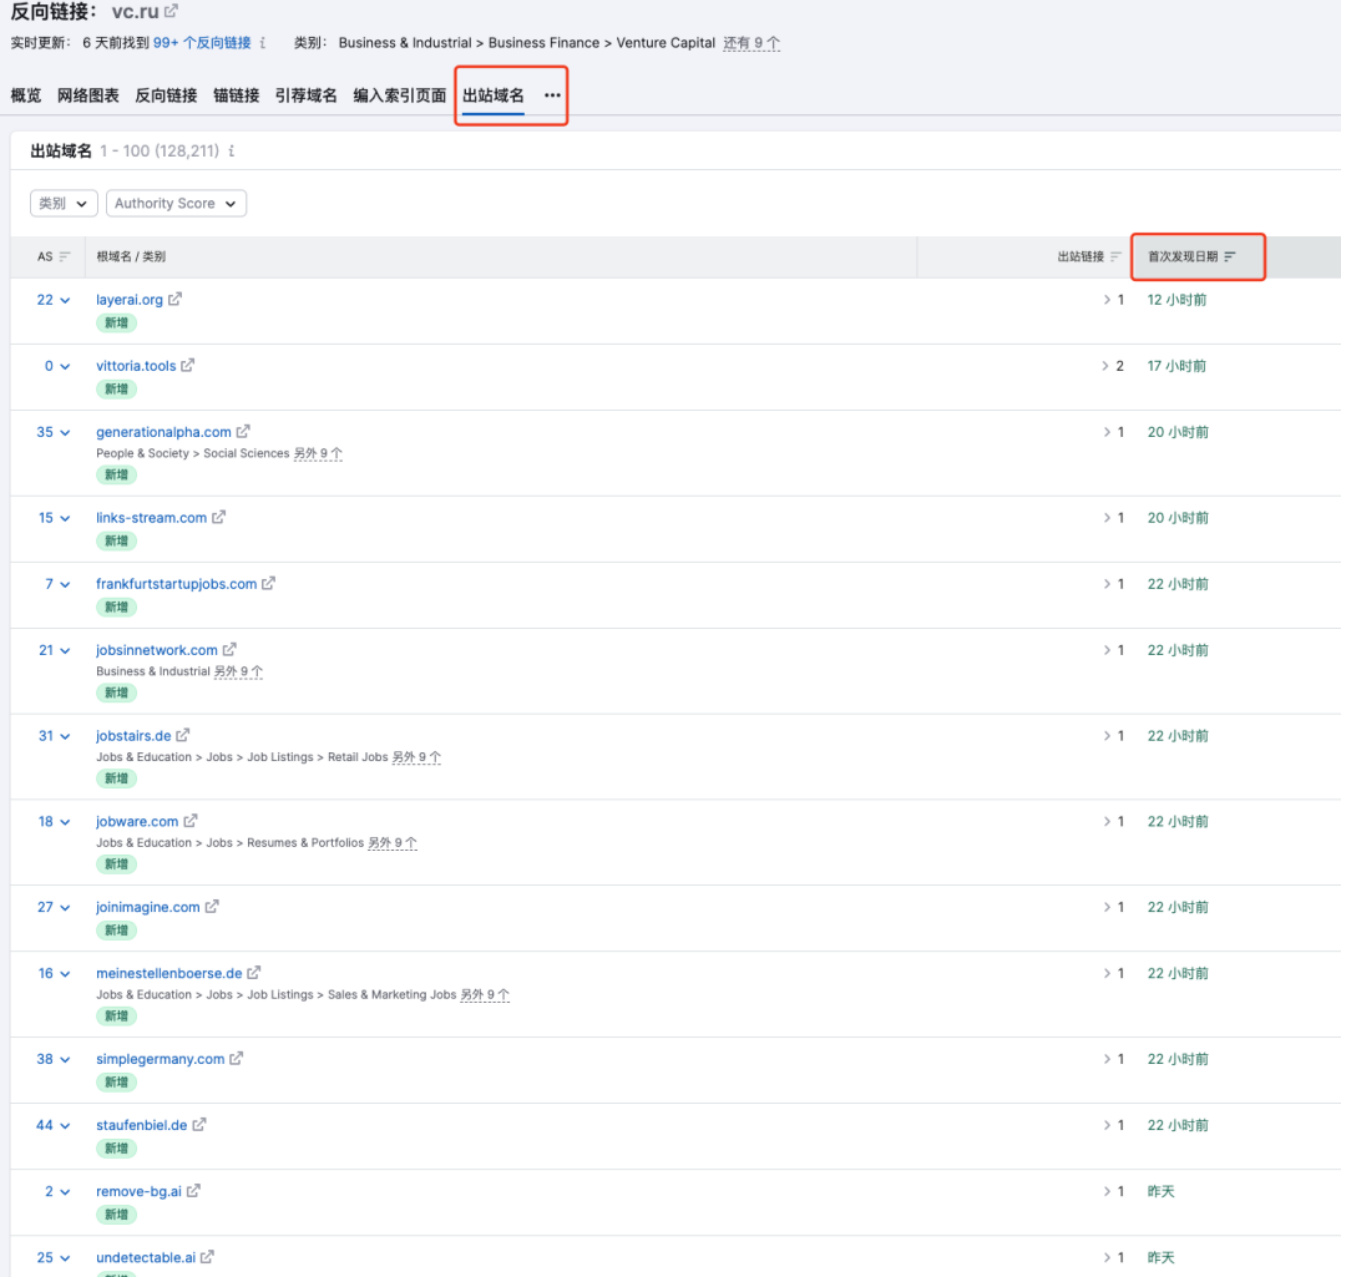 反向链接： vc.ru
实时更新： 6 天前找到 99+ 个反向链接 i 类别： Business & Industrial > Business Finance > Venture Capital 还有 9 个
概览 网络图表 反向链接 锚链接 引荐域名 编入索引页面 出站域名 •••
出站域名 1 - 100 (128,211) i
类别 Authority Score
AS 根域名 / 类别 出站链接 首次发现日期
22 layerai.org > 1 12 小时前
新增
0 vittoria.tools > 2 17 小时前
新增
35 generationalpha.com > 1 20 小时前
People & Society > Social Sciences 另外 9 个
新增
15 links-stream.com > 1 20 小时前
新增
7 frankfurtstartupjobs.com > 1 22 小时前
新增
21 jobsinnetwork.com > 1 22 小时前
Business & Industrial 另外 9 个
新增
31 jobstairs.de > 1 22 小时前
Jobs & Education > Jobs > Job Listings > Retail Jobs 另外 9 个
新增
18 jobware.com > 1 22 小时前
Jobs & Education > Jobs > Resumes & Portfolios 另外 9 个
新增
27 joinimagine.com > 1 22 小时前
新增
16 meinestellenboerse.de > 1 22 小时前
Jobs & Education > Jobs > Job Listings > Sales & Marketing Jobs 另外 9 个
新增
38 simplegermany.com > 1 22 小时前
新增
44 staufenbiel.de > 1 22 小时前
新增
2 remove-bg.ai > 1 昨天
新增
25 undetectable.ai > 1 昨天